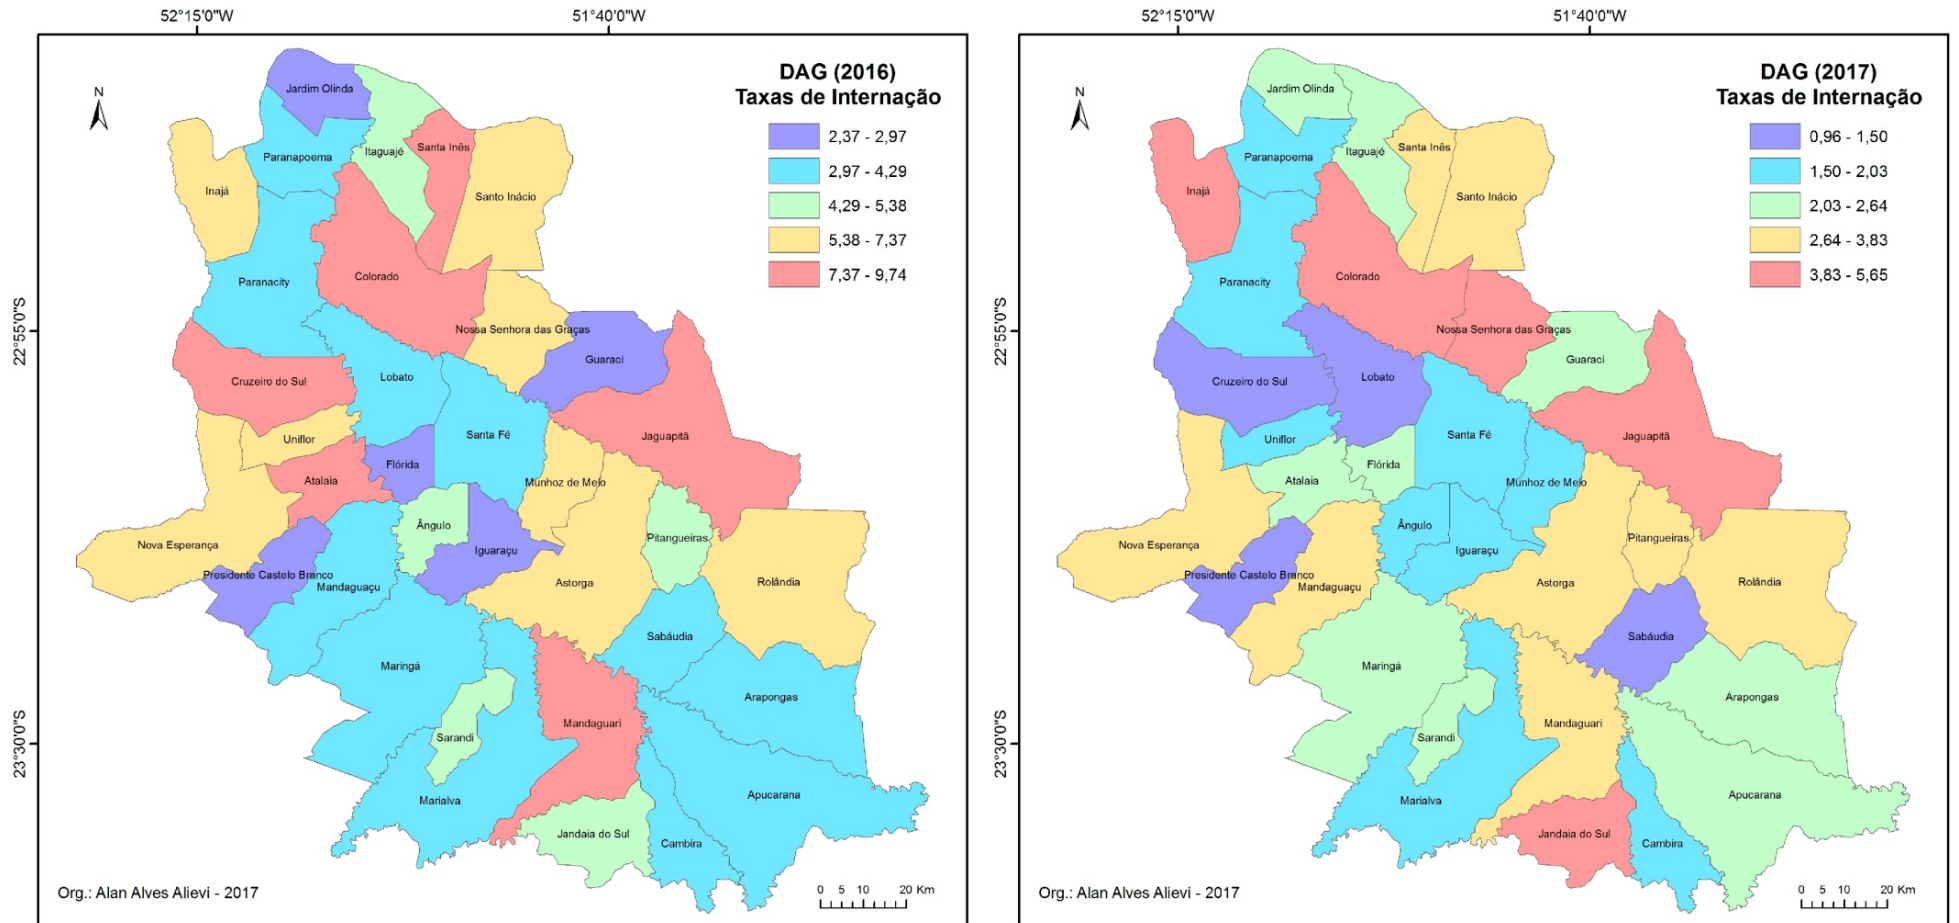 52°15'0"W
51°40'0"W
DAG (2016)
Taxas de Internação
2,37 - 2,97
2,97 - 4,29
4,29 - 5,38
5,38 - 7,37
7,37 - 9,74
N
Jardim Olinda
Itaguajé
Santa Inês
Paranapoema
Inajá
Santo Inácio
Colorado
Paranacity
22°55'0"S
Nossa Senhora das Graças
Guaraci
Lobato
Cruzeiro do Sul
Santa Fé
Jaguapitã
Uniflor
Flórida
Atalaia
Munhoz de Melo
Ângulo
Pitangueiras
Nova Esperança
Iguaraçu
Presidente Castelo Branco
Mandaguaçu
Astorga
Rolândia
Sabáudia
Maringá
Arapongas
Mandaguari
Sarandi
23°30'0"S
Marialva
Apucarana
Jandaia do Sul
Cambira
Org.: Alan Alves Alievi - 2017
0 5 10 20 Km
52°15'0"W
51°40'0"W
DAG (2017)
Taxas de Internação
0,96 - 1,50
1,50 - 2,03
2,03 - 2,64
2,64 - 3,83
3,83 - 5,65
N
Jardim Olinda
Itaguajé
Santa Inês
Paranapoema
Inajá
Santo Inácio
Colorado
Paranacity
22°55'0"S
Nossa Senhora das Graças
Guaraci
Lobato
Cruzeiro do Sul
Santa Fé
Jaguapitã
Uniflor
Flórida
Atalaia
Munhoz de Melo
Ângulo
Pitangueiras
Nova Esperança
Iguaraçu
Presidente Castelo Branco
Mandaguaçu
Astorga
Rolândia
Sabáudia
Maringá
Arapongas
Mandaguari
Sarandi
23°30'0"S
Marialva
Apucarana
Jandaia do Sul
Cambira
Org.: Alan Alves Alievi - 2017
0 5 10 20 Km